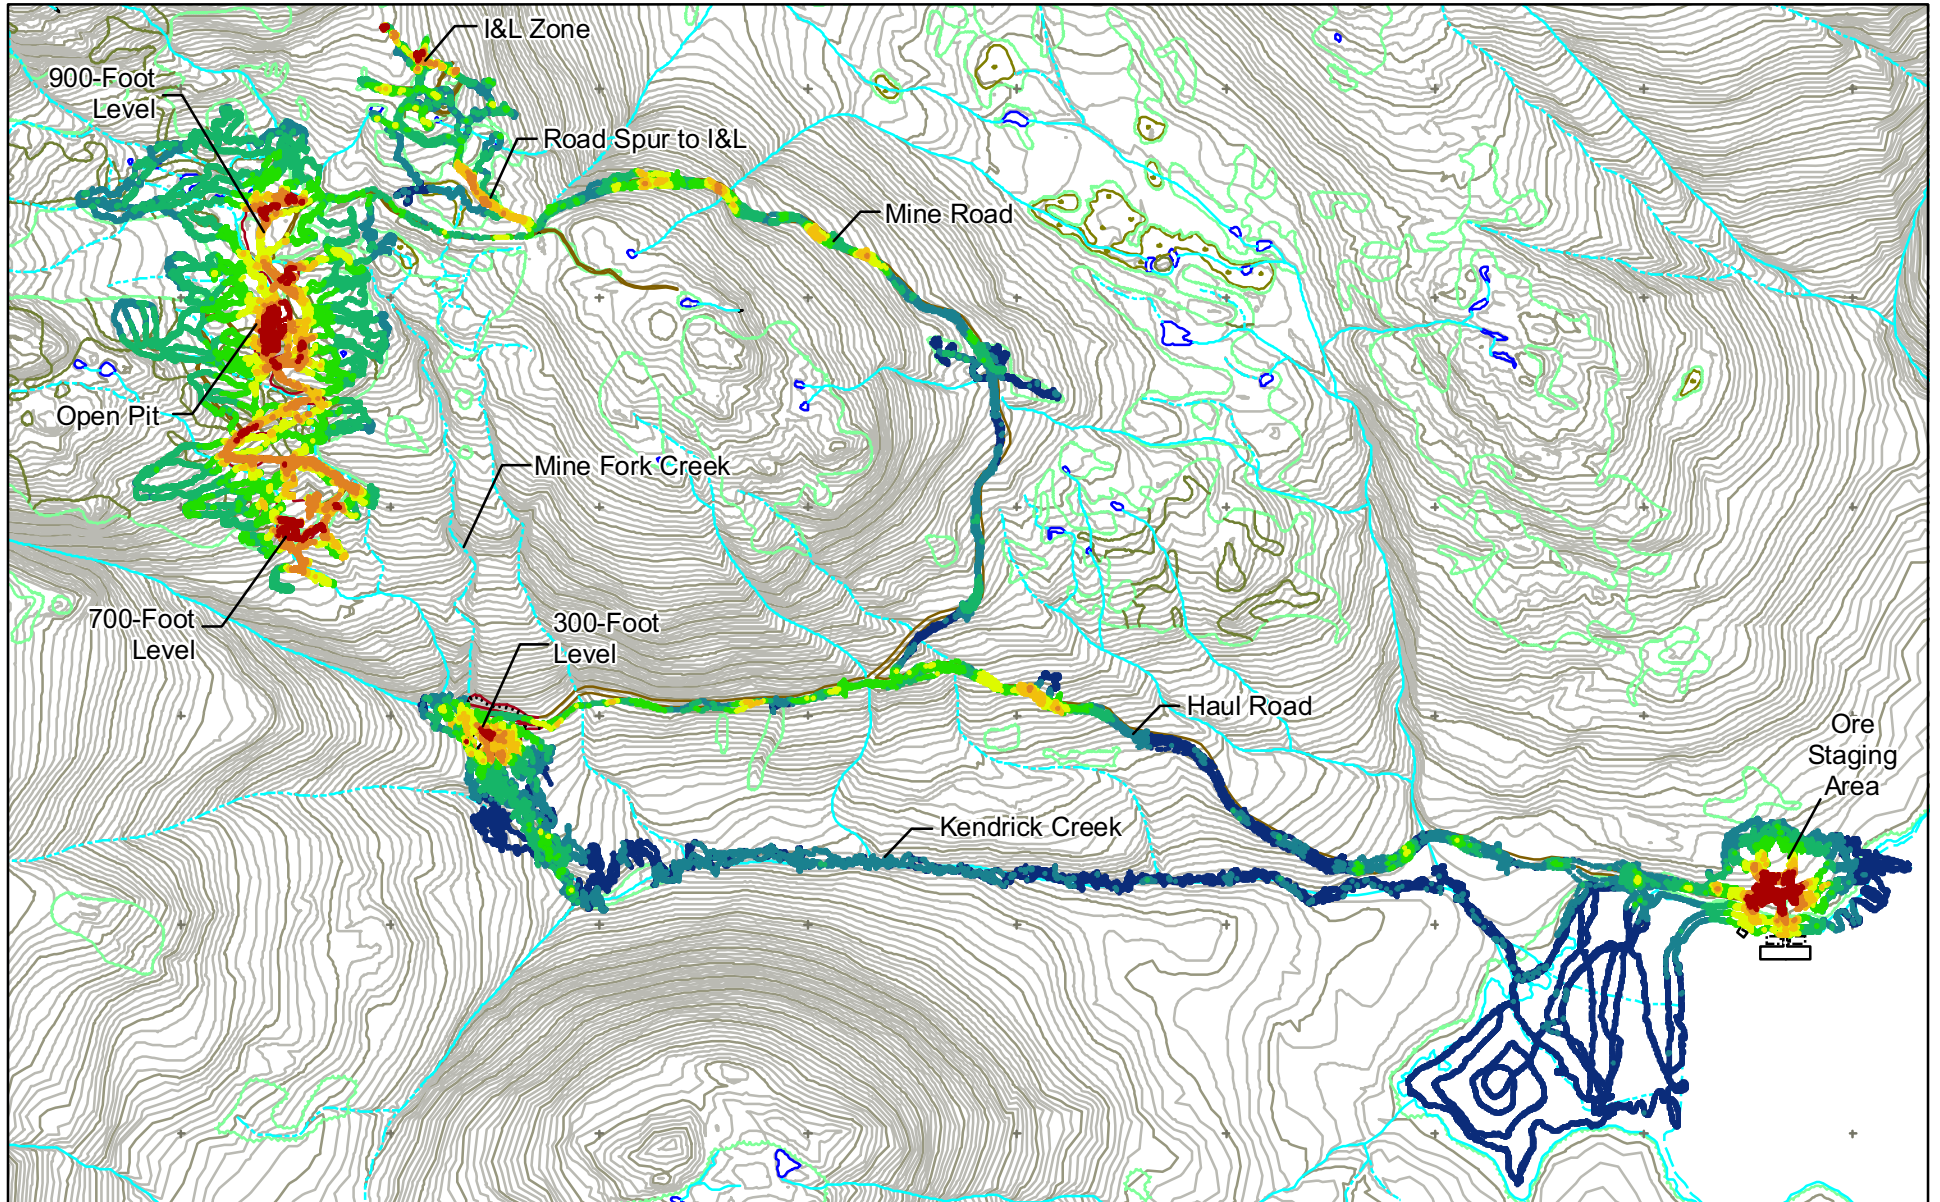 I&L Zone
900-Foot
Level
Road Spur to I&L
Mine Road
Open Pit
Mine Fork Creek
700-Foot
Level
300-Foot
Level
Haul Road
Ore
Staging
Area
Kendrick Creek